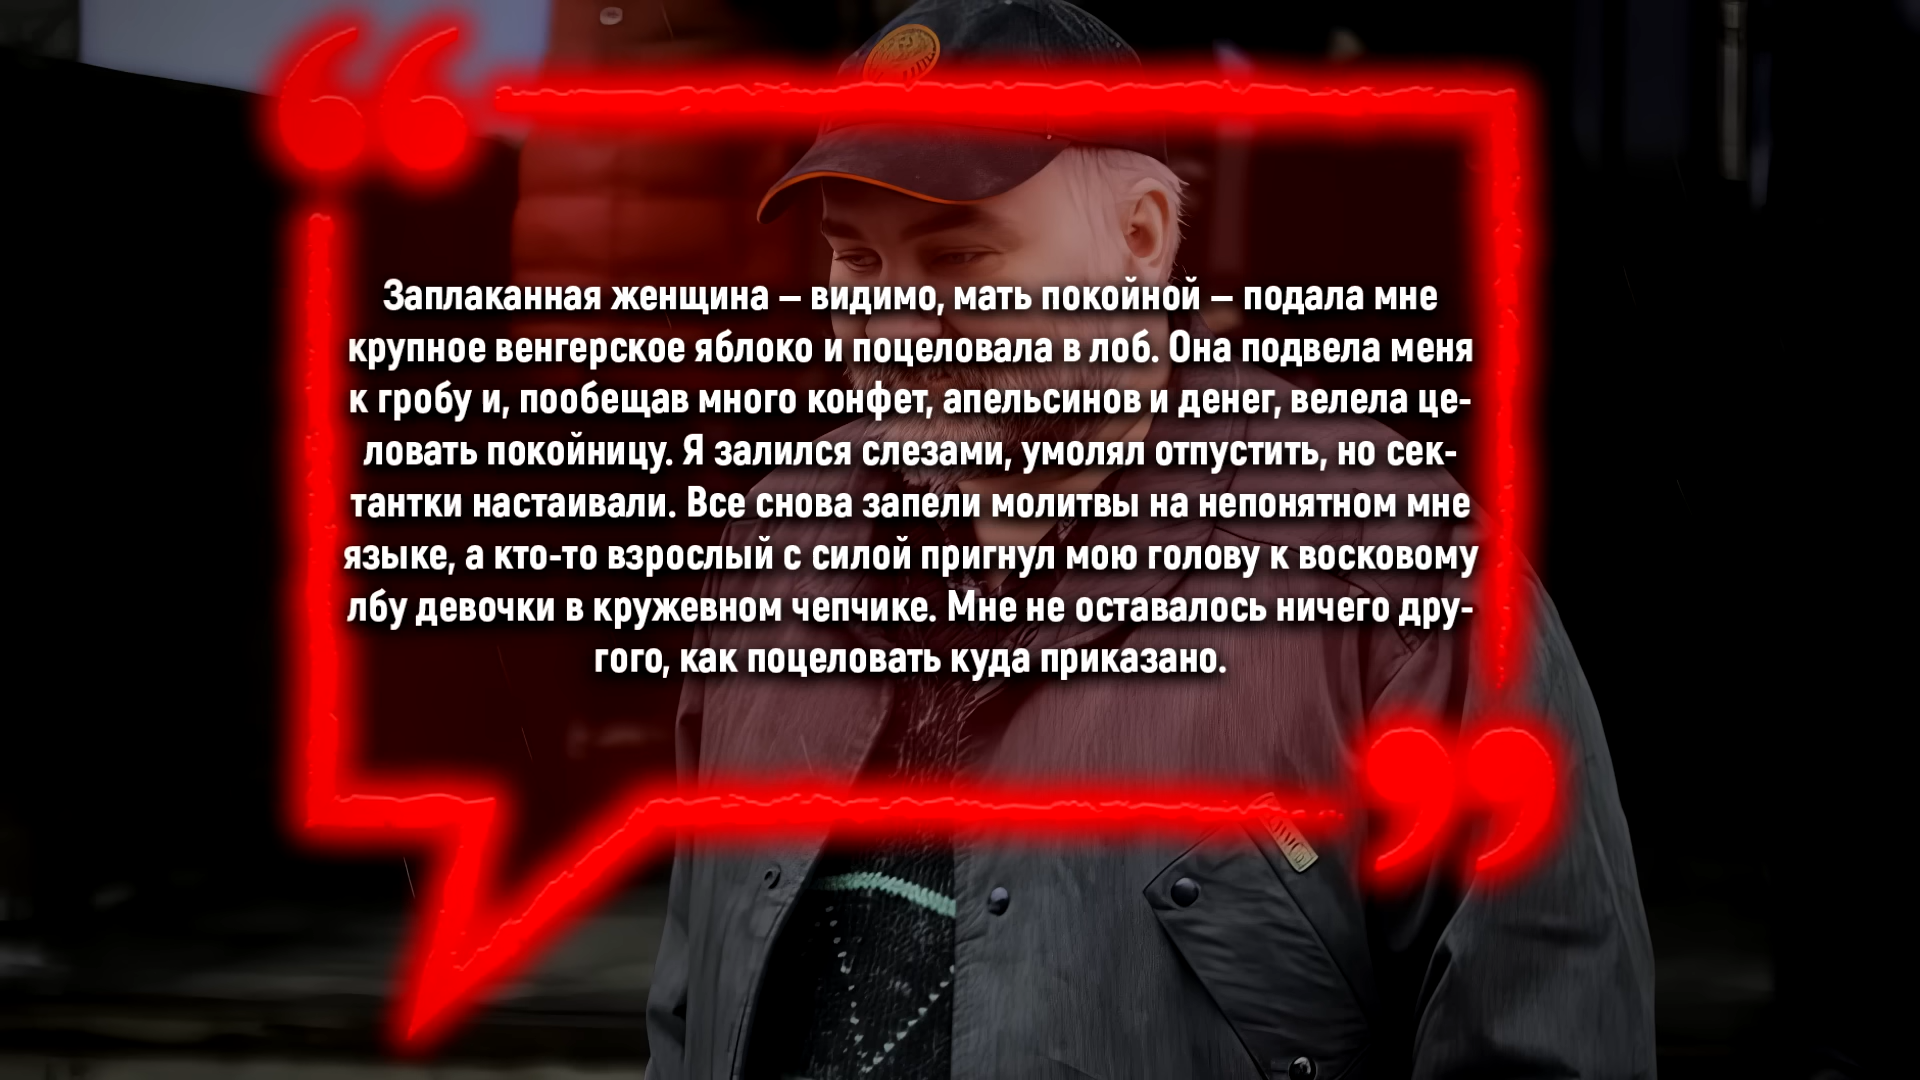 Заплаканная женщина – видимо, мать покойной – подала мне
крупное венгерское яблоко и поцеловала в лоб. Она подвела меня
к гробу и, пообещав много конфет, апельсинов и денег, велела це-
ловать покойницу. Я залился слезами, умолял отпустить, но сек-
тантки настаивали. Все снова запели молитвы на непонятном мне
языке, а кто-то взрослый с силой пригнул мою голову к восковому
лбу девочки в кружевном чепчике. Мне не оставалось ничего дру-
гого, как поцеловать куда приказано.